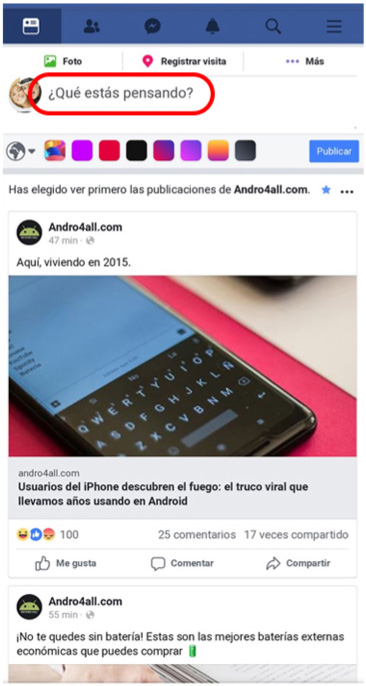 Foto
Registrar visita
Más
¿Qué estás pensando?
Publicar
Has elegido ver primero las publicaciones de Andro4all.com.
Andro4all.com
47 min
Aquí, viviendo en 2015.
YouTube
Spotify
No
Q W E R T Y U I O P
A S D F G H J K L Ñ
Z X C V B N M
andro4all.com
Usuarios del iPhone descubren el fuego: el truco viral que
llevamos años usando en Android
100
25 comentarios 17 veces compartido
Me gusta
Comentar
Compartir
Andro4all.com
55 min
¡No te quedes sin batería! Estas son las mejores baterías externas
económicas que puedes comprar